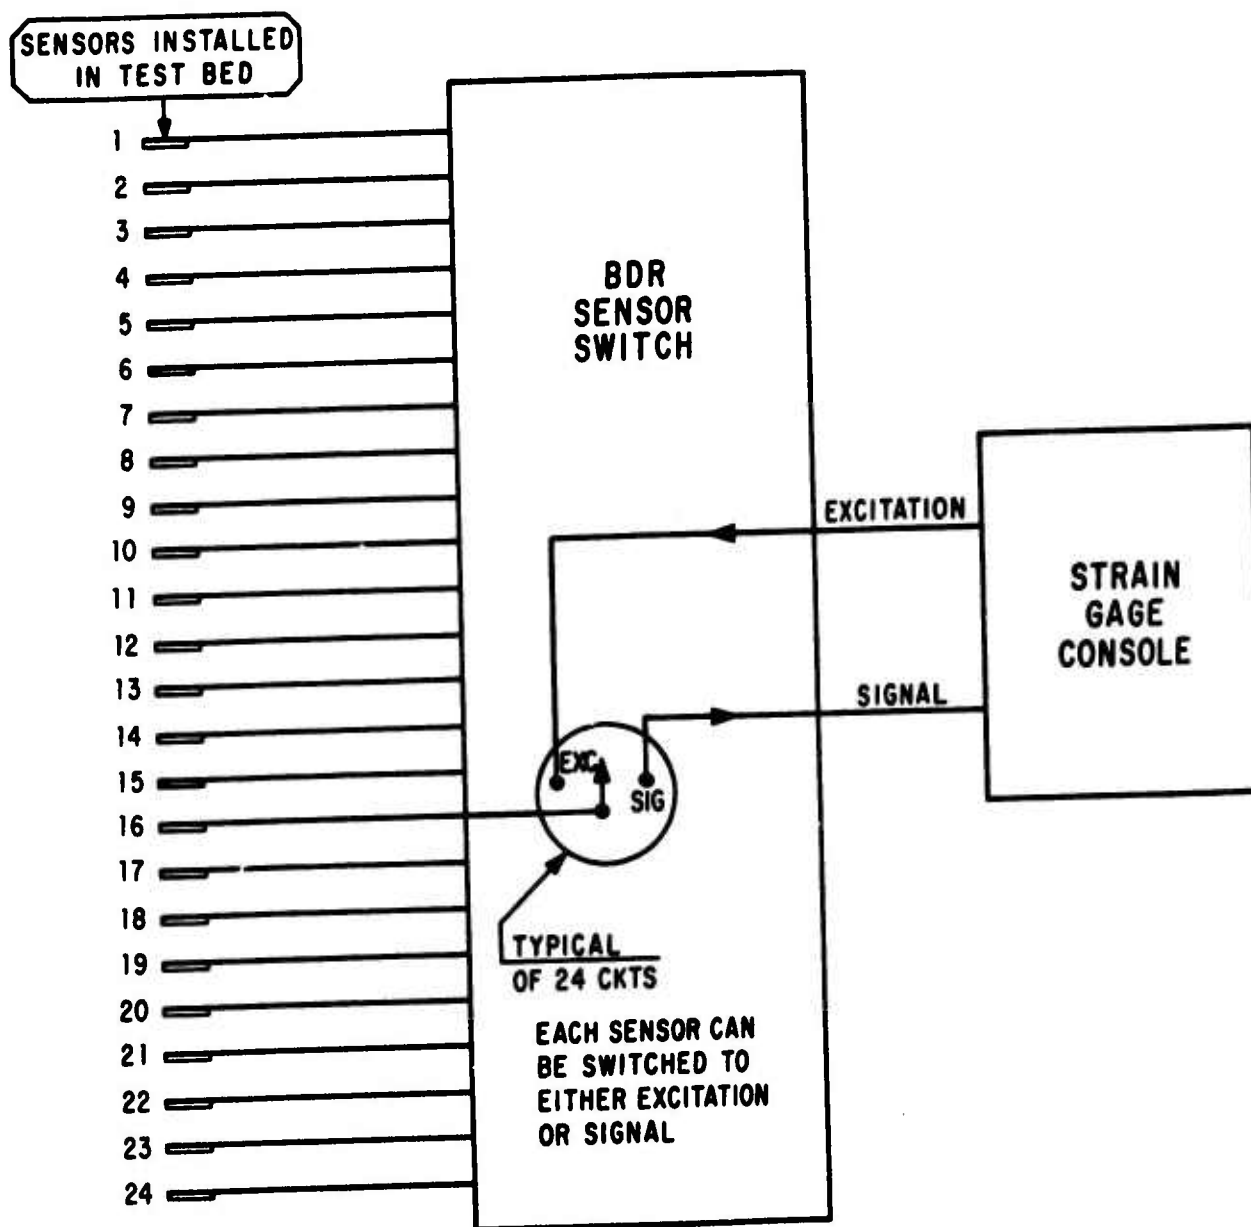 SENSORS INSTALLED
IN TEST BED
1
2
3
4
5
6
7
8
9
10
11
12
13
14
15
16
17
18
19
20
21
22
23
24
BDR
SENSOR
SWITCH
EXCITATION
STRAIN
GAGE
CONSOLE
SIGNAL
EXC
SIG
TYPICAL
OF 24 CKTS
EACH SENSOR CAN
BE SWITCHED TO
EITHER EXCITATION
OR SIGNAL